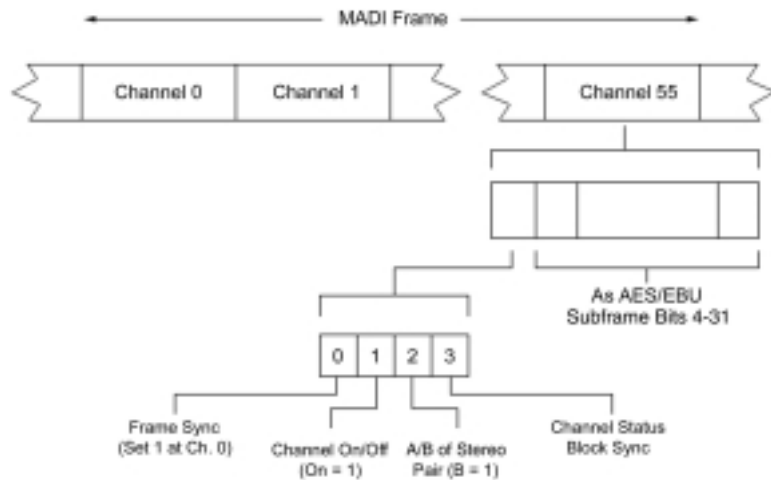 MADI Frame
Channel 0
Channel 1
Channel 55
As AES/EBU
Subframe Bits 4-31
0
1
2
3
Frame Sync
(Set 1 at Ch. 0)
Channel On/Off
(On = 1)
A/B of Stereo
Pair (B = 1)
Channel Status
Block Sync